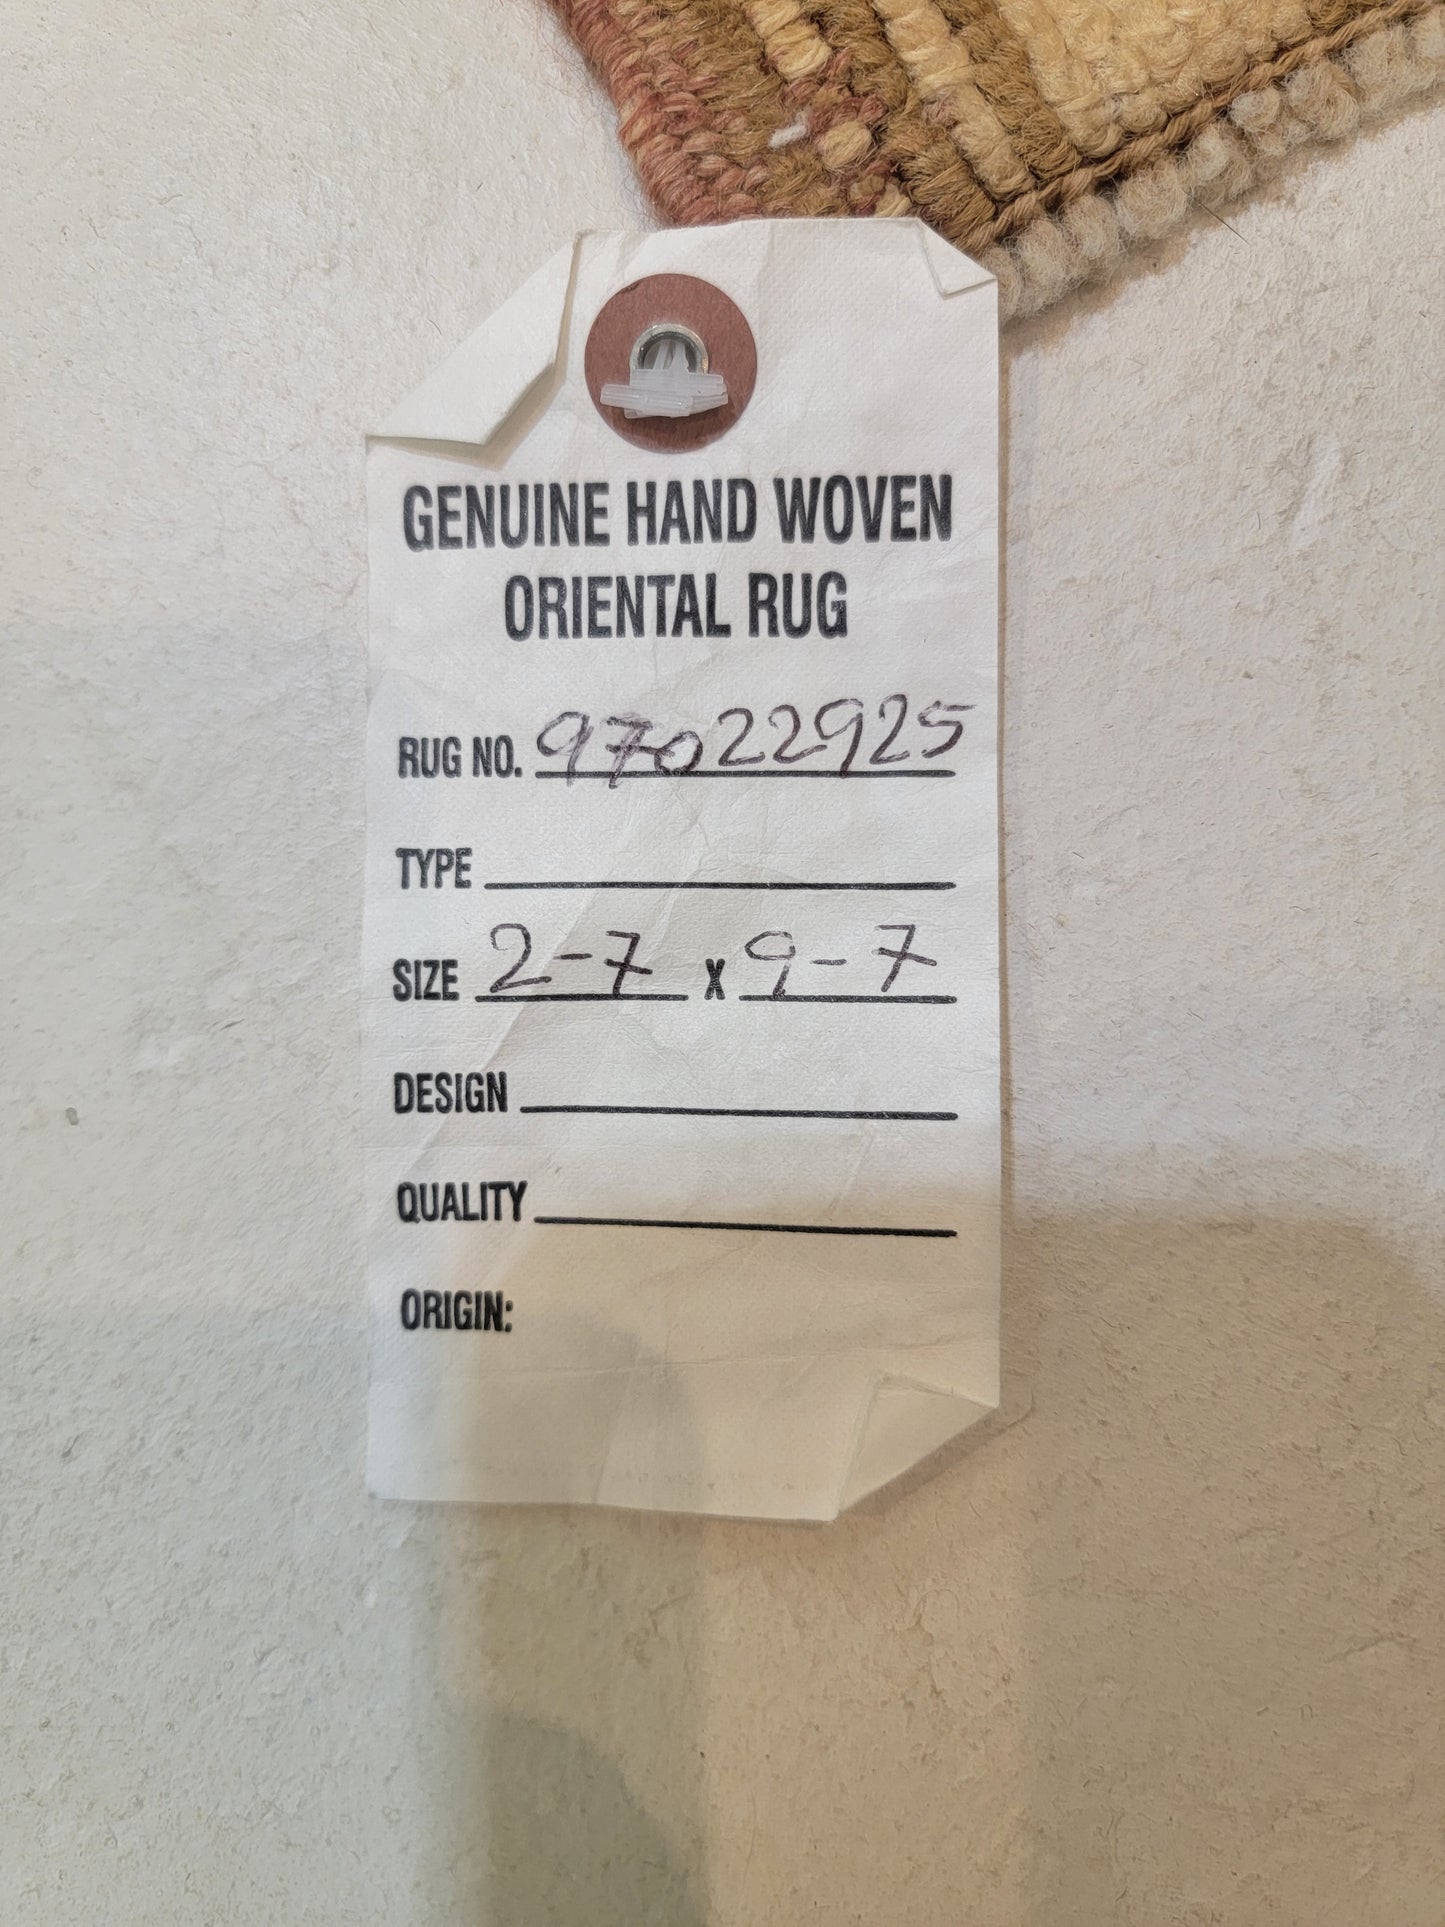 GENUINE HAND WOVEN
ORIENTAL RUG
RUG NO. 97022925
TYPE
SIZE 2-7 X 9-7
DESIGN
QUALITY
ORIGIN: